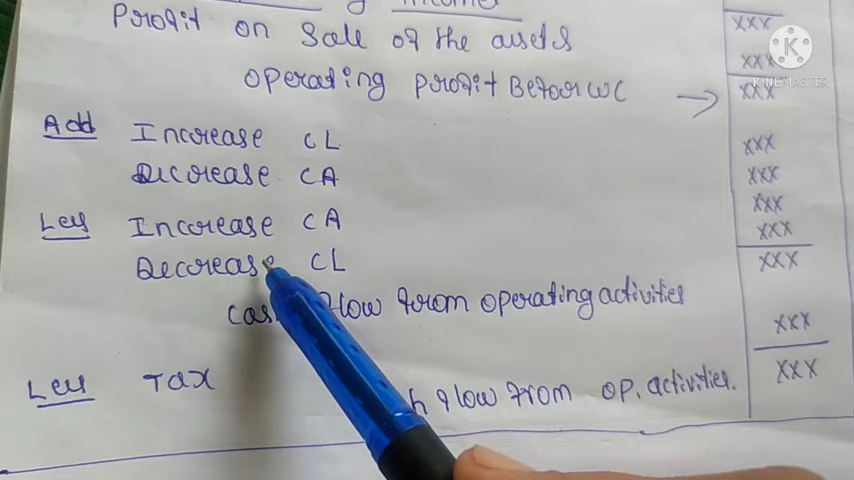 Profit on Sale of the assets xxx
xxx
operating profit Befor WC → xxx
Add Increase CL xxx
Decrease CA xxx
Less Increase CA xxx
Decrease CL xxx
xxx
flow from operating activities
xxx
Less Tax flow from op. activities. xxx
KINEMASTER